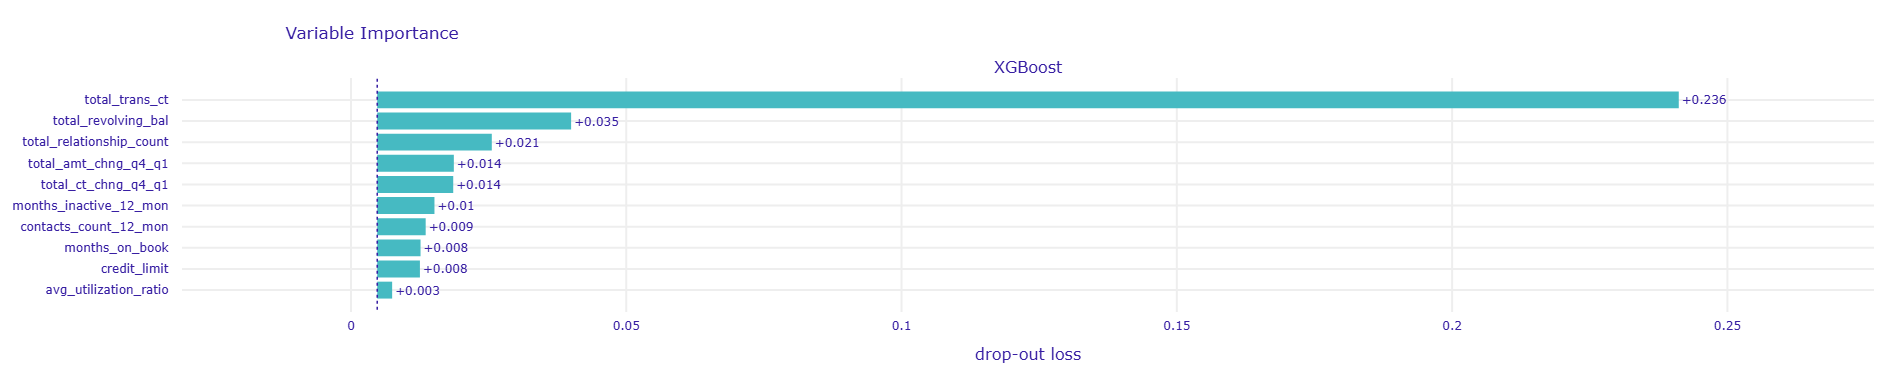 Variable Importance
XGBoost
total_trans_ct +0.236
total_revolving_bal +0.035
total_relationship_count +0.021
total_amt_chng_q4_q1 +0.014
total_ct_chng_q4_q1 +0.014
months_inactive_12_mon +0.01
contacts_count_12_mon +0.009
months_on_book +0.008
credit_limit +0.008
avg_utilization_ratio +0.003
0 0.05 0.1 0.15 0.2 0.25
drop-out loss